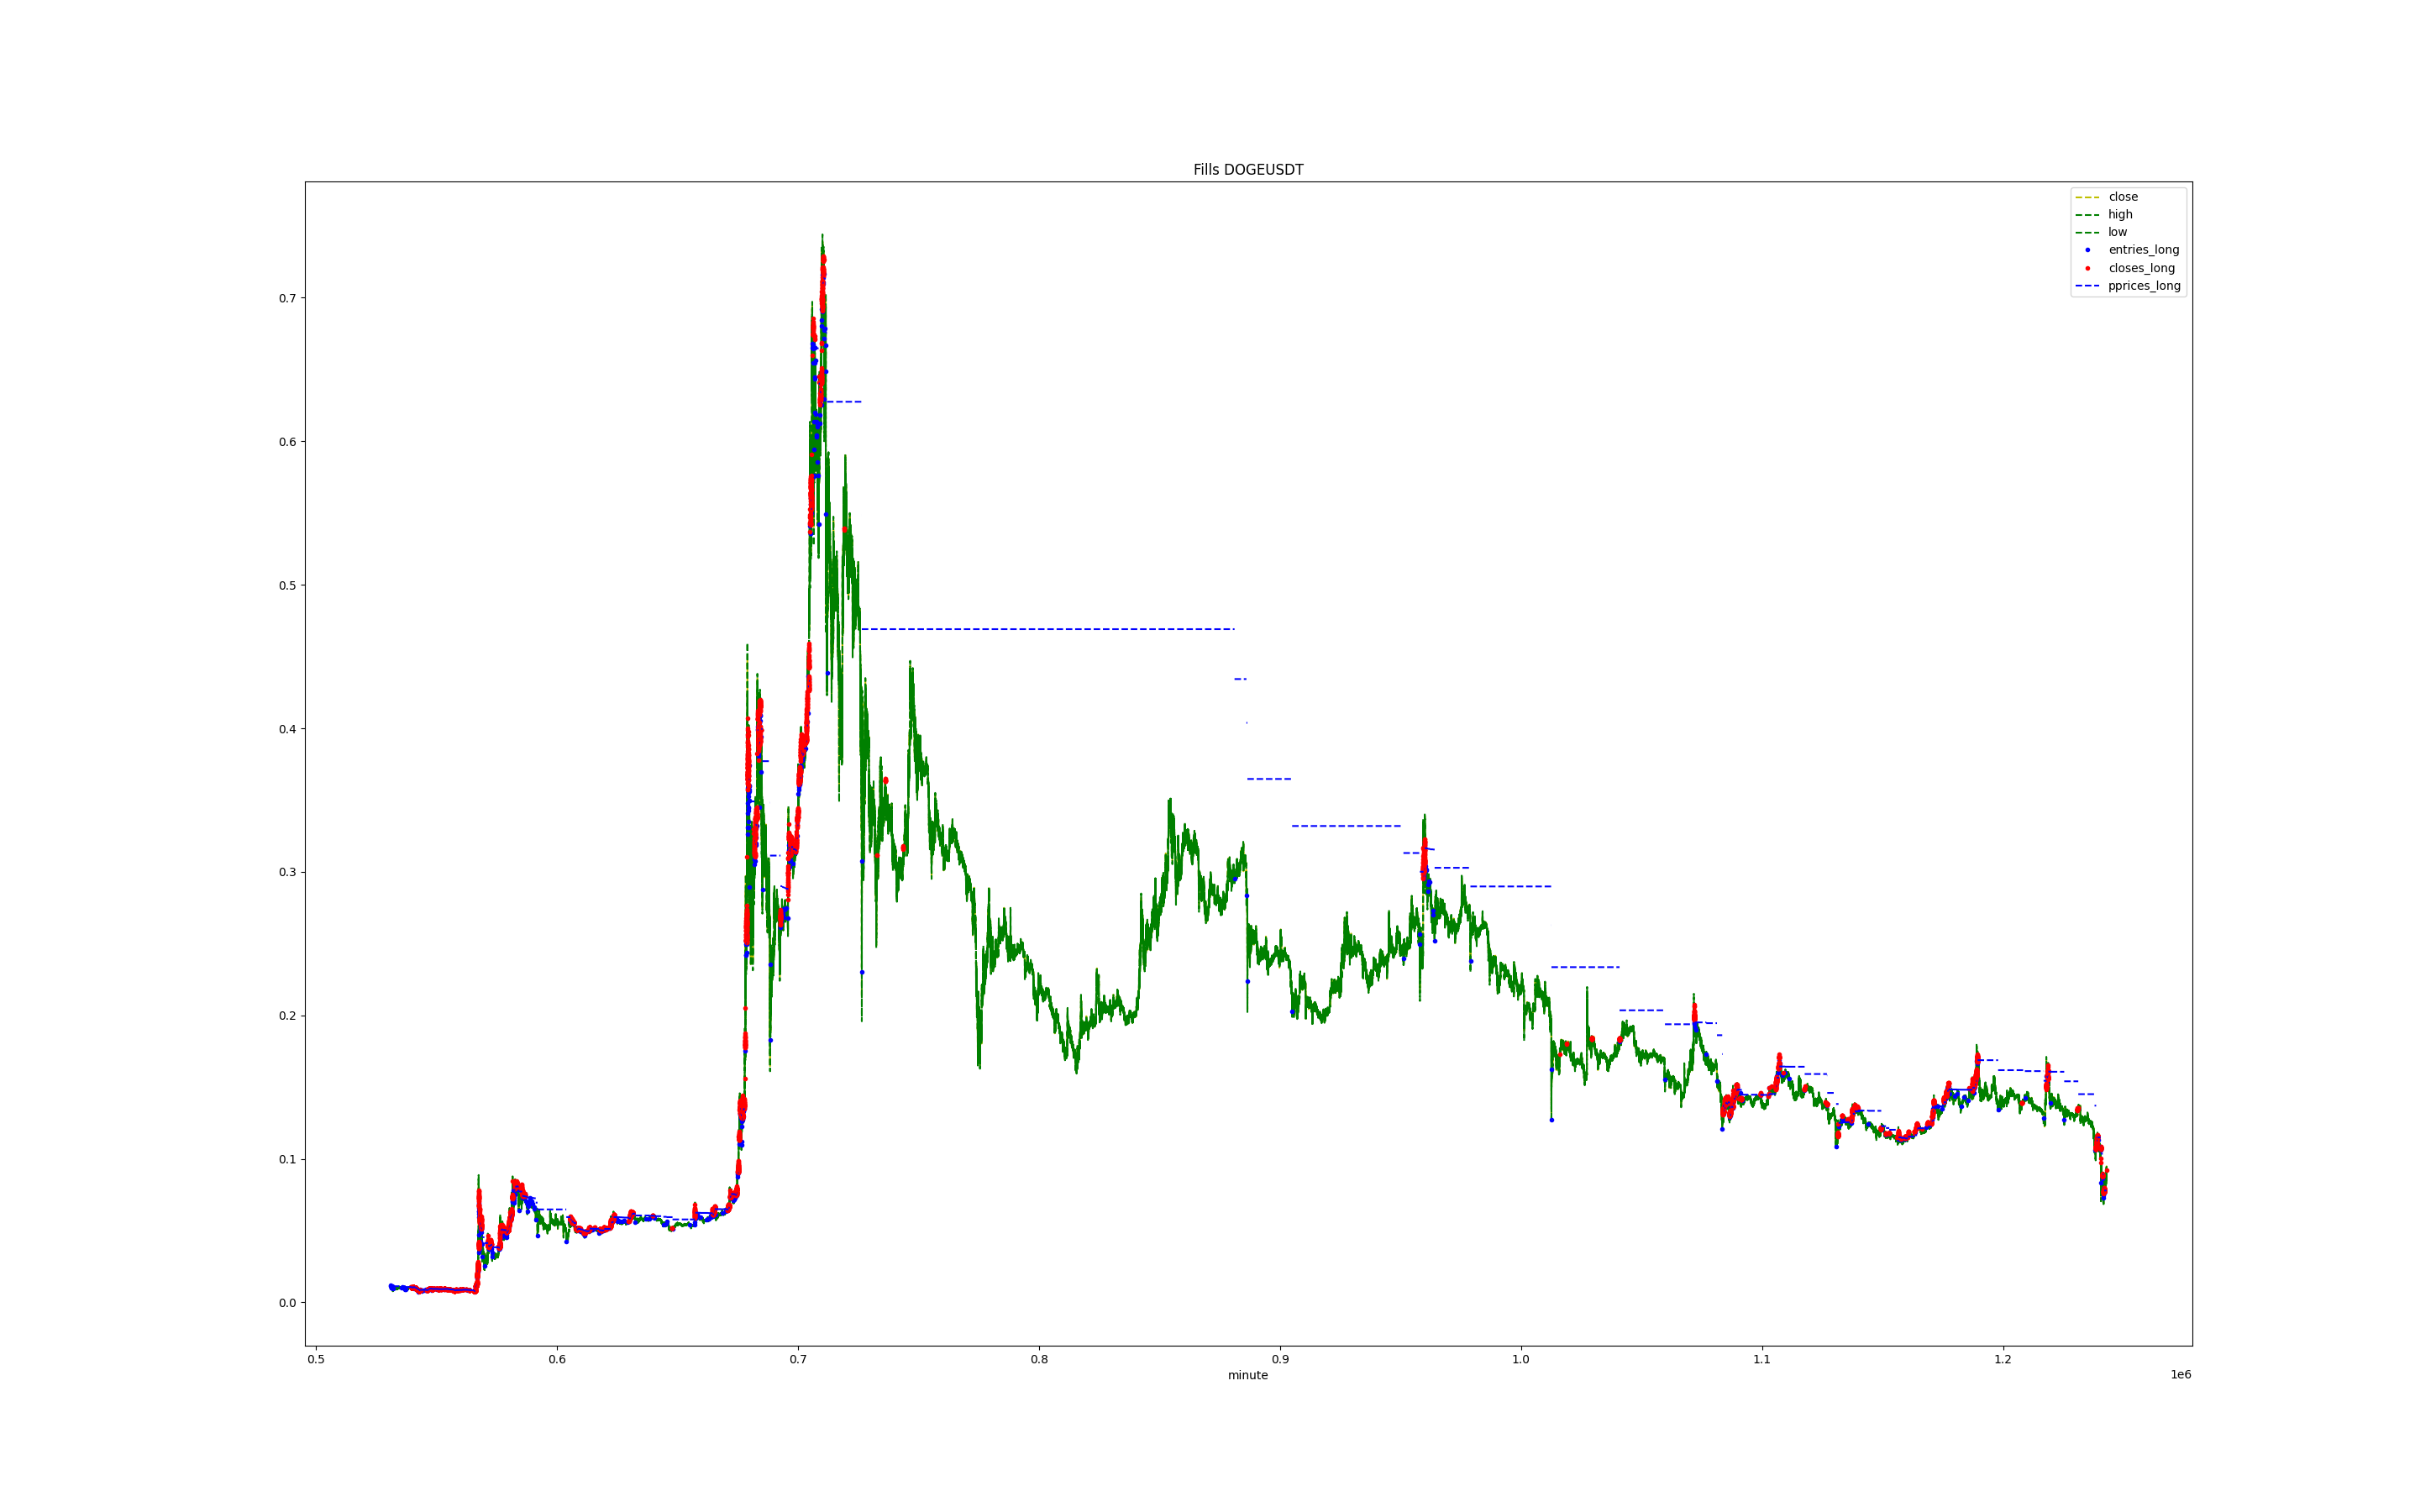 Fills DOGEUSDT
close
high
low
entries_long
closes_long
pprices_long
0.7
0.6
0.5
0.4
0.3
0.2
0.1
0.0
0.5 0.6 0.7 0.8 0.9 1.0 1.1 1.2
minute
1e6